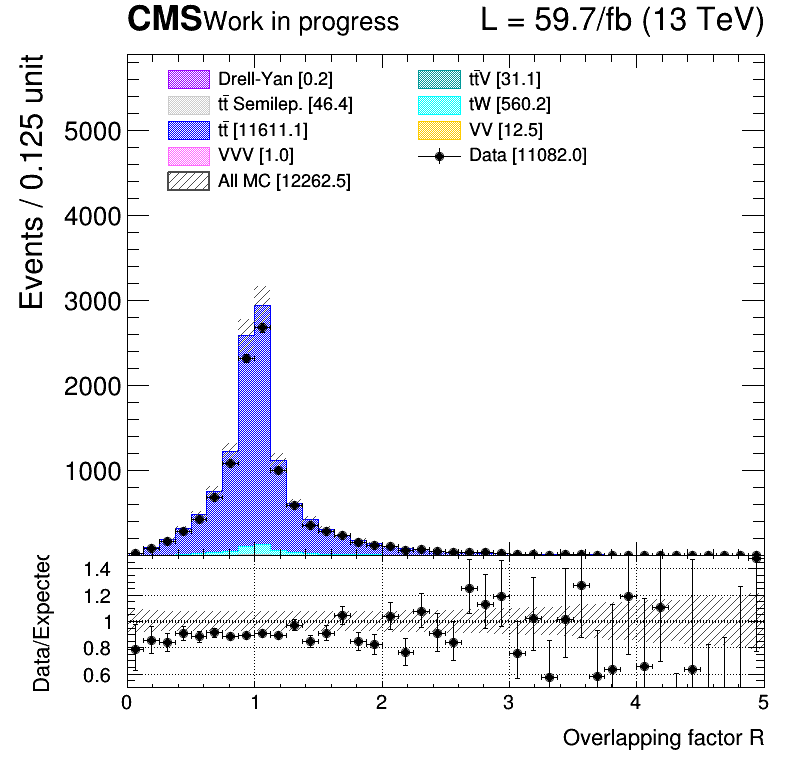 CMS Work in progress L = 59.7/fb (13 TeV)
Events / 0.125 unit
5000
4000
3000
2000
1000
Drell-Yan [0.2]
tt̄ Semilep. [46.4]
tt̄ [11611.1]
VVV [1.0]
All MC [12262.5]
tt̄V [31.1]
tW [560.2]
VV [12.5]
Data [11082.0]
Data/Expected
1.4
1.2
1
0.8
0.6
0 1 2 3 4 5
Overlapping factor R